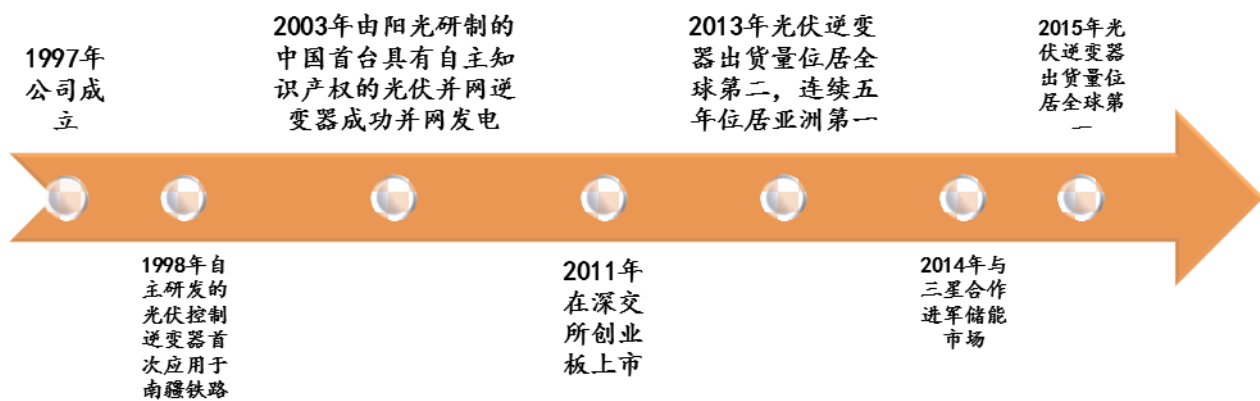 1997年
公司成
立
1998年自
主研发的
光伏控制
逆变器首
次应用于
南疆铁路
2003年由阳光研制的
中国首台具有自主知
识产权的光伏并网逆
变器成功并网发电
2011年
在深交
所创业
板上市
2013年光伏逆变
器出货量位居全
球第二，连续五
年位居亚洲第一
2014年与
三星合作
进军储能
市场
2015年光
伏逆变器
出货量位
居全球第
一